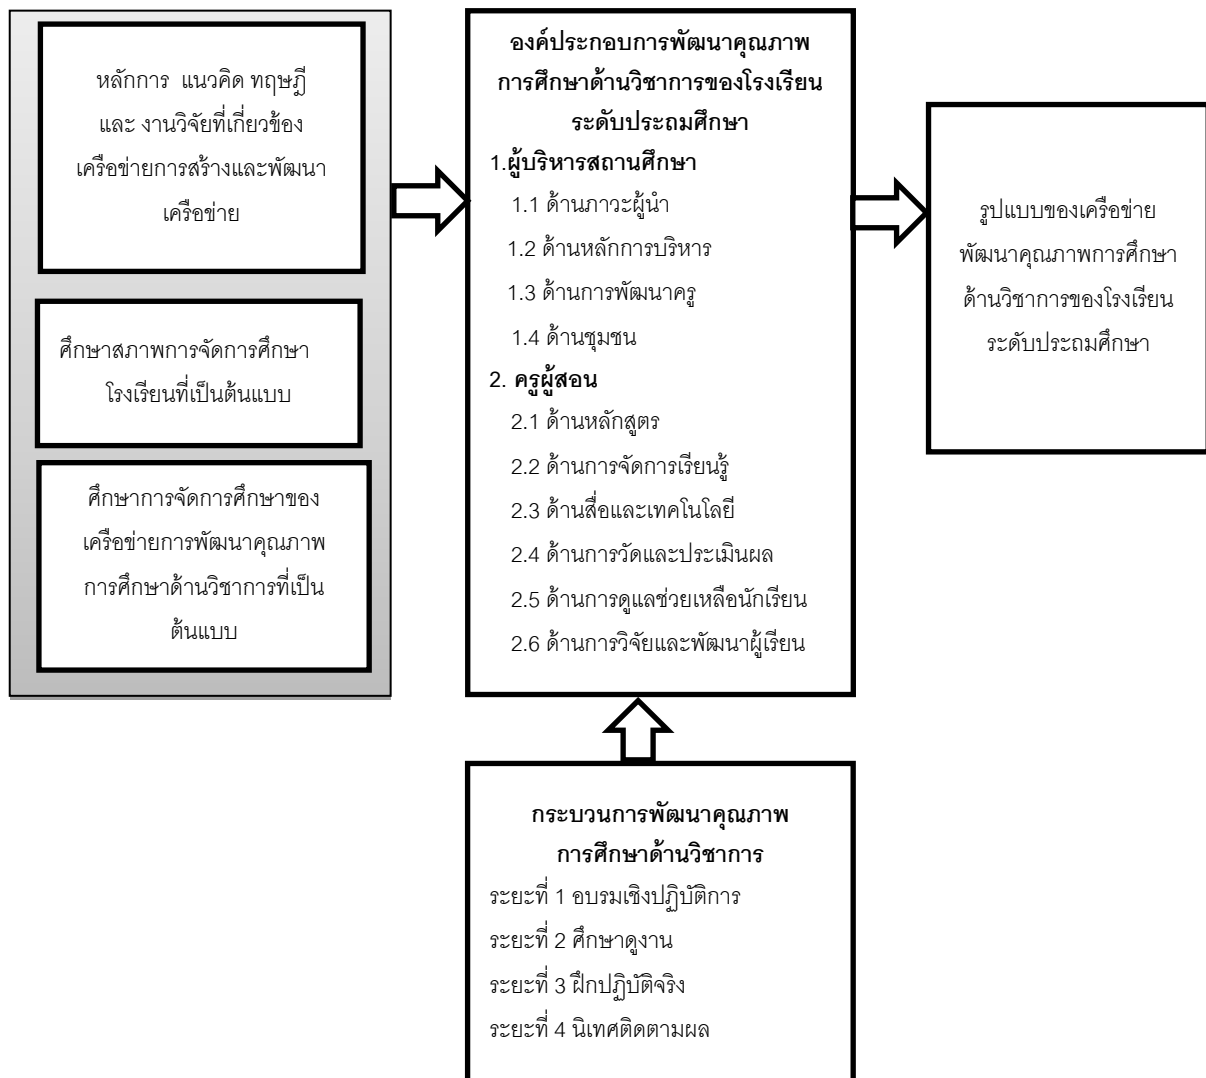 หลักการ แนวคิด ทฤษฎี
และ งานวิจัยที่เกี่ยวข้อง
เครือข่ายการสร้างและพัฒนา
เครือข่าย
ศึกษาสภาพการจัดการศึกษา
โรงเรียนที่เป็นต้นแบบ
ศึกษาการจัดการศึกษาของ
เครือข่ายการพัฒนาคุณภาพ
การศึกษาด้านวิชาการที่เป็น
ต้นแบบ
องค์ประกอบการพัฒนาคุณภาพ
การศึกษาด้านวิชาการของโรงเรียน
ระดับประถมศึกษา
1.ผู้บริหารสถานศึกษา
1.1 ด้านภาวะผู้นำ
1.2 ด้านหลักการบริหาร
1.3 ด้านการพัฒนาครู
1.4 ด้านชุมชน
2. ครูผู้สอน
2.1 ด้านหลักสูตร
2.2 ด้านการจัดการเรียนรู้
2.3 ด้านสื่อและเทคโนโลยี
2.4 ด้านการวัดและประเมินผล
2.5 ด้านการดูแลช่วยเหลือนักเรียน
2.6 ด้านการวิจัยและพัฒนาผู้เรียน
รูปแบบของเครือข่าย
พัฒนาคุณภาพการศึกษา
ด้านวิชาการของโรงเรียน
ระดับประถมศึกษา
กระบวนการพัฒนาคุณภาพ
การศึกษาด้านวิชาการ
ระยะที่ 1 อบรมเชิงปฏิบัติการ
ระยะที่ 2 ศึกษาดูงาน
ระยะที่ 3 ฝึกปฏิบัติจริง
ระยะที่ 4 นิเทศติดตามผล